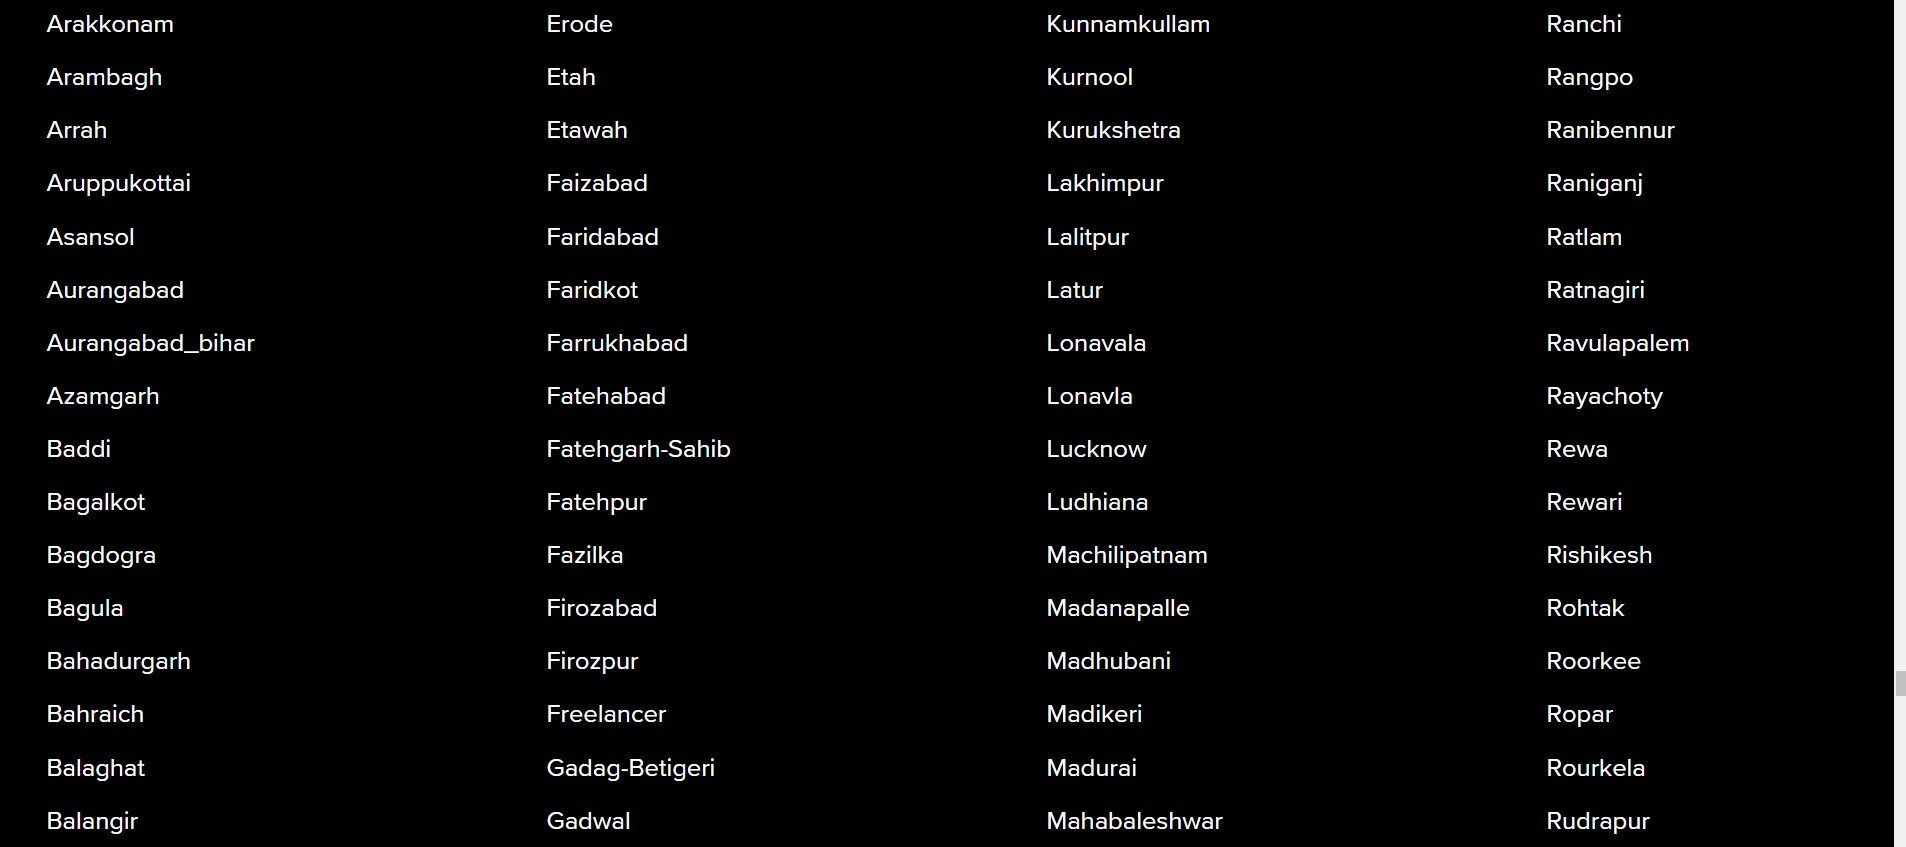 Arakkonam
Arambagh
Arrah
Aruppukottai
Asansol
Aurangabad
Aurangabad_bihar
Azamgarh
Baddi
Bagalkot
Bagdogra
Bagula
Bahadurgarh
Bahraich
Balaghat
Balangir
Erode
Etah
Etawah
Faizabad
Faridabad
Faridkot
Farrukhabad
Fatehabad
Fatehgarh-Sahib
Fatehpur
Fazilka
Firozabad
Firozpur
Freelancer
Gadag-Betigeri
Gadwal
Kunnamkullam
Kurnool
Kurukshetra
Lakhimpur
Lalitpur
Latur
Lonavala
Lonavla
Lucknow
Ludhiana
Machilipatnam
Madanapalle
Madhubani
Madikeri
Madurai
Mahabaleshwar
Ranchi
Rangpo
Ranibennur
Raniganj
Ratlam
Ratnagiri
Ravulapalem
Rayachoty
Rewa
Rewari
Rishikesh
Rohtak
Roorkee
Ropar
Rourkela
Rudrapur